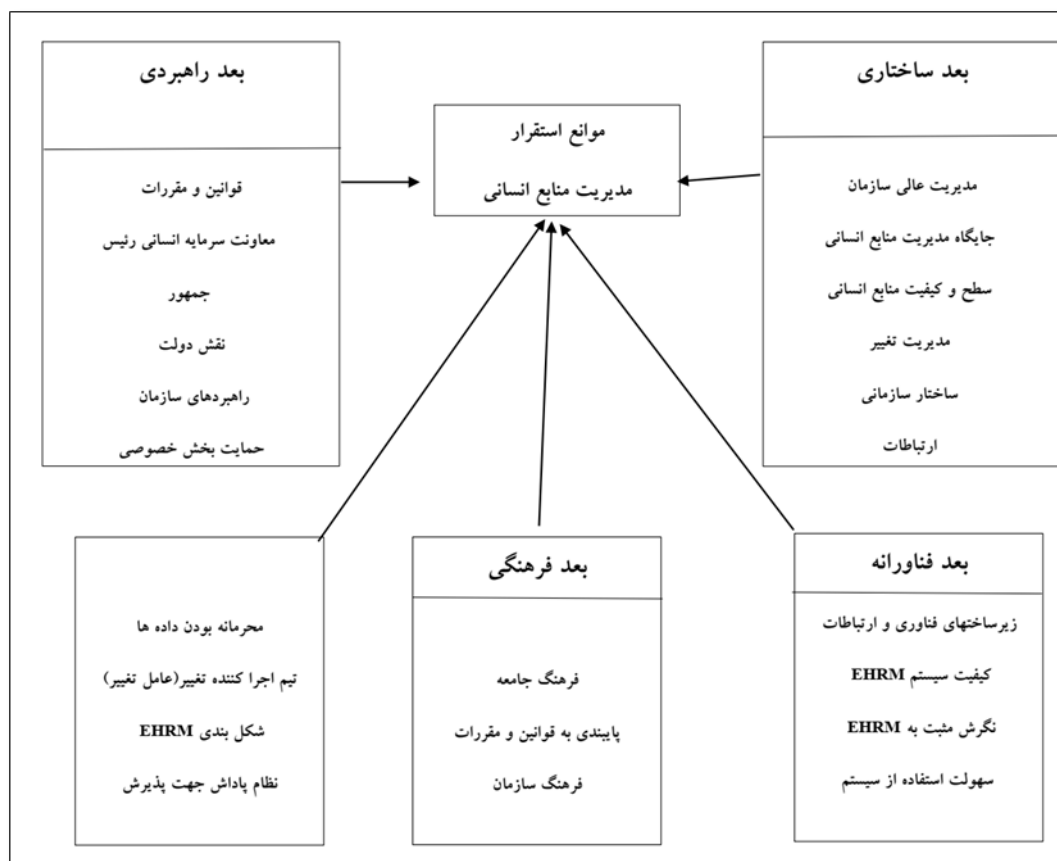 بعد ساختاری
مدیریت عالی سازمان
جایگاه مدیریت منابع انسانی
سطح و کیفیت منابع انسانی
مدیریت تغییر
ساختار سازمانی
ارتباطات
موانع استقرار
مدیریت منابع انسانی
بعد راهبردی
قوانین و مقررات
معاونت سرمایه انسانی رئیس
جمهور
نقش دولت
راهبردهای سازمان
حمایت بخش خصوصی
بعد فناورانه
زیرساختهای فناوری و ارتباطات
کیفیت سیستم EHRM
نگرش مثبت به EHRM
سهولت استفاده از سیستم
بعد فرهنگی
فرهنگ جامعه
پایبندی به قوانین و مقررات
فرهنگ سازمان
محرمانه بودن داده ها
تیم اجرا کننده تغییر(عامل تغییر)
شکل بندی EHRM
نظام پاداش جهت پذیرش